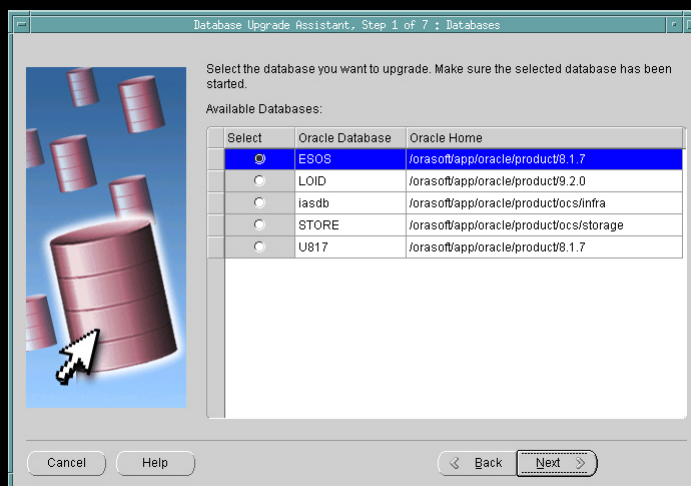 Database Upgrade Assistant, Step 1 of 7 : Databases
Select the database you want to upgrade. Make sure the selected database has been
started.
Available Databases:
Select Oracle Database Oracle Home
ESOS /orasoft/app/oracle/product/8.1.7
LOID /orasoft/app/oracle/product/9.2.0
iasdb /orasoft/app/oracle/product/ocs/infra
STORE /orasoft/app/oracle/product/ocs/storage
U817 /orasoft/app/oracle/product/8.1.7
Cancel Help Back Next